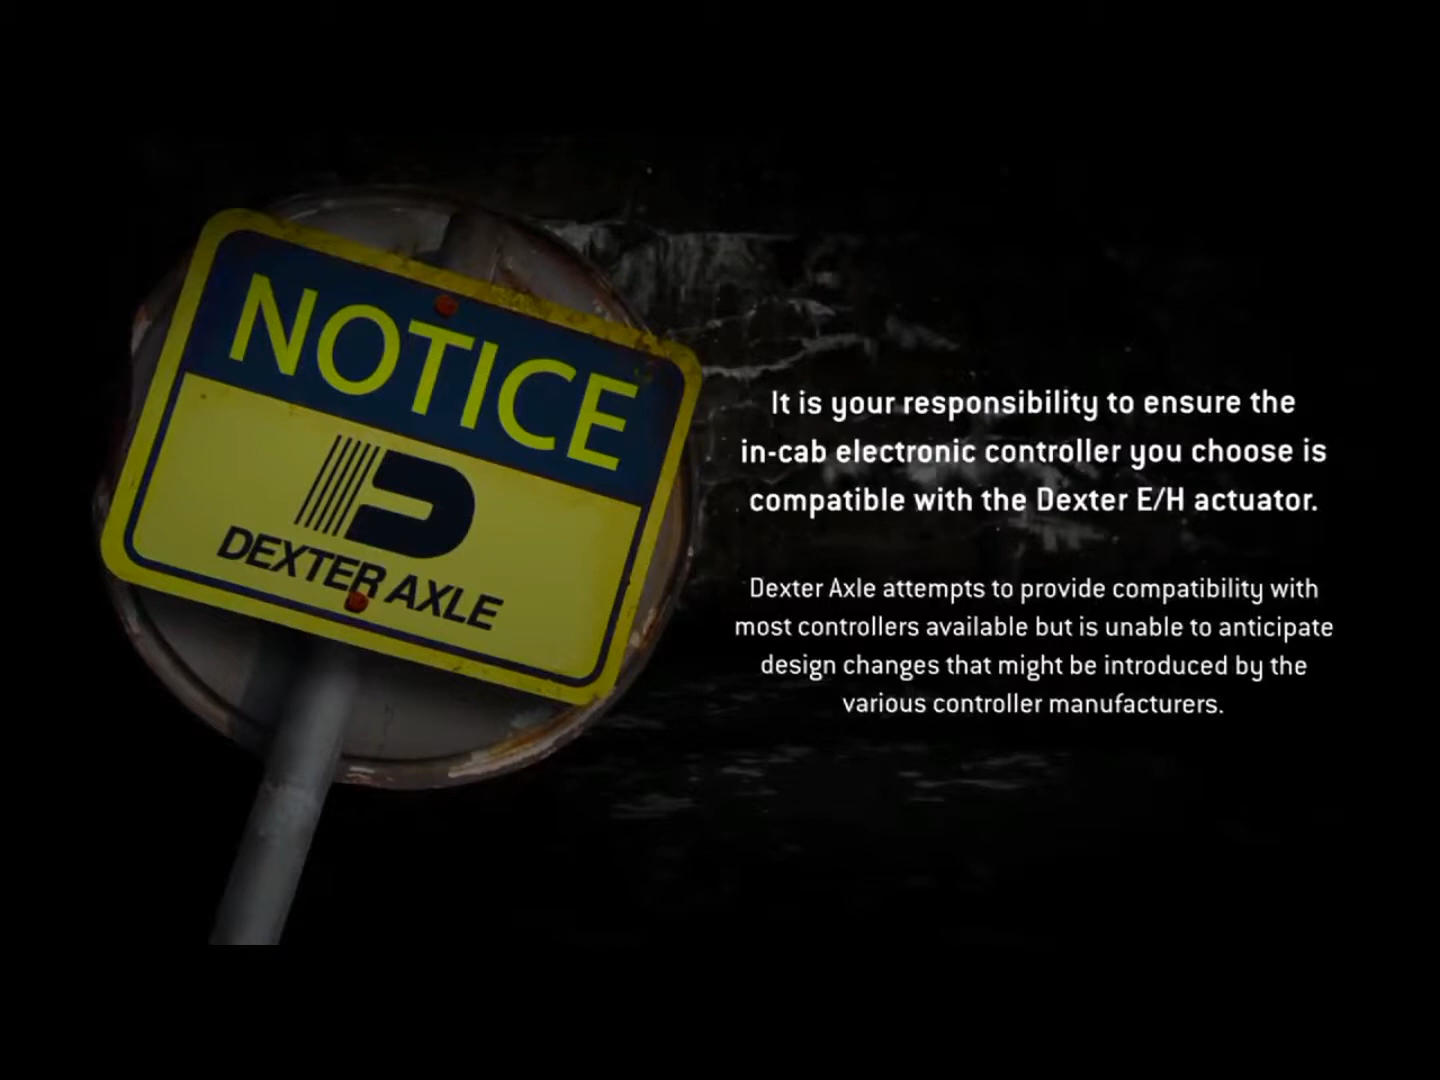 NOTICE
DEXTER AXLE
It is your responsibility to ensure the
in-cab electronic controller you choose is
compatible with the Dexter E/H actuator.
Dexter Axle attempts to provide compatibility with
most controllers available but is unable to anticipate
design changes that might be introduced by the
various controller manufacturers.